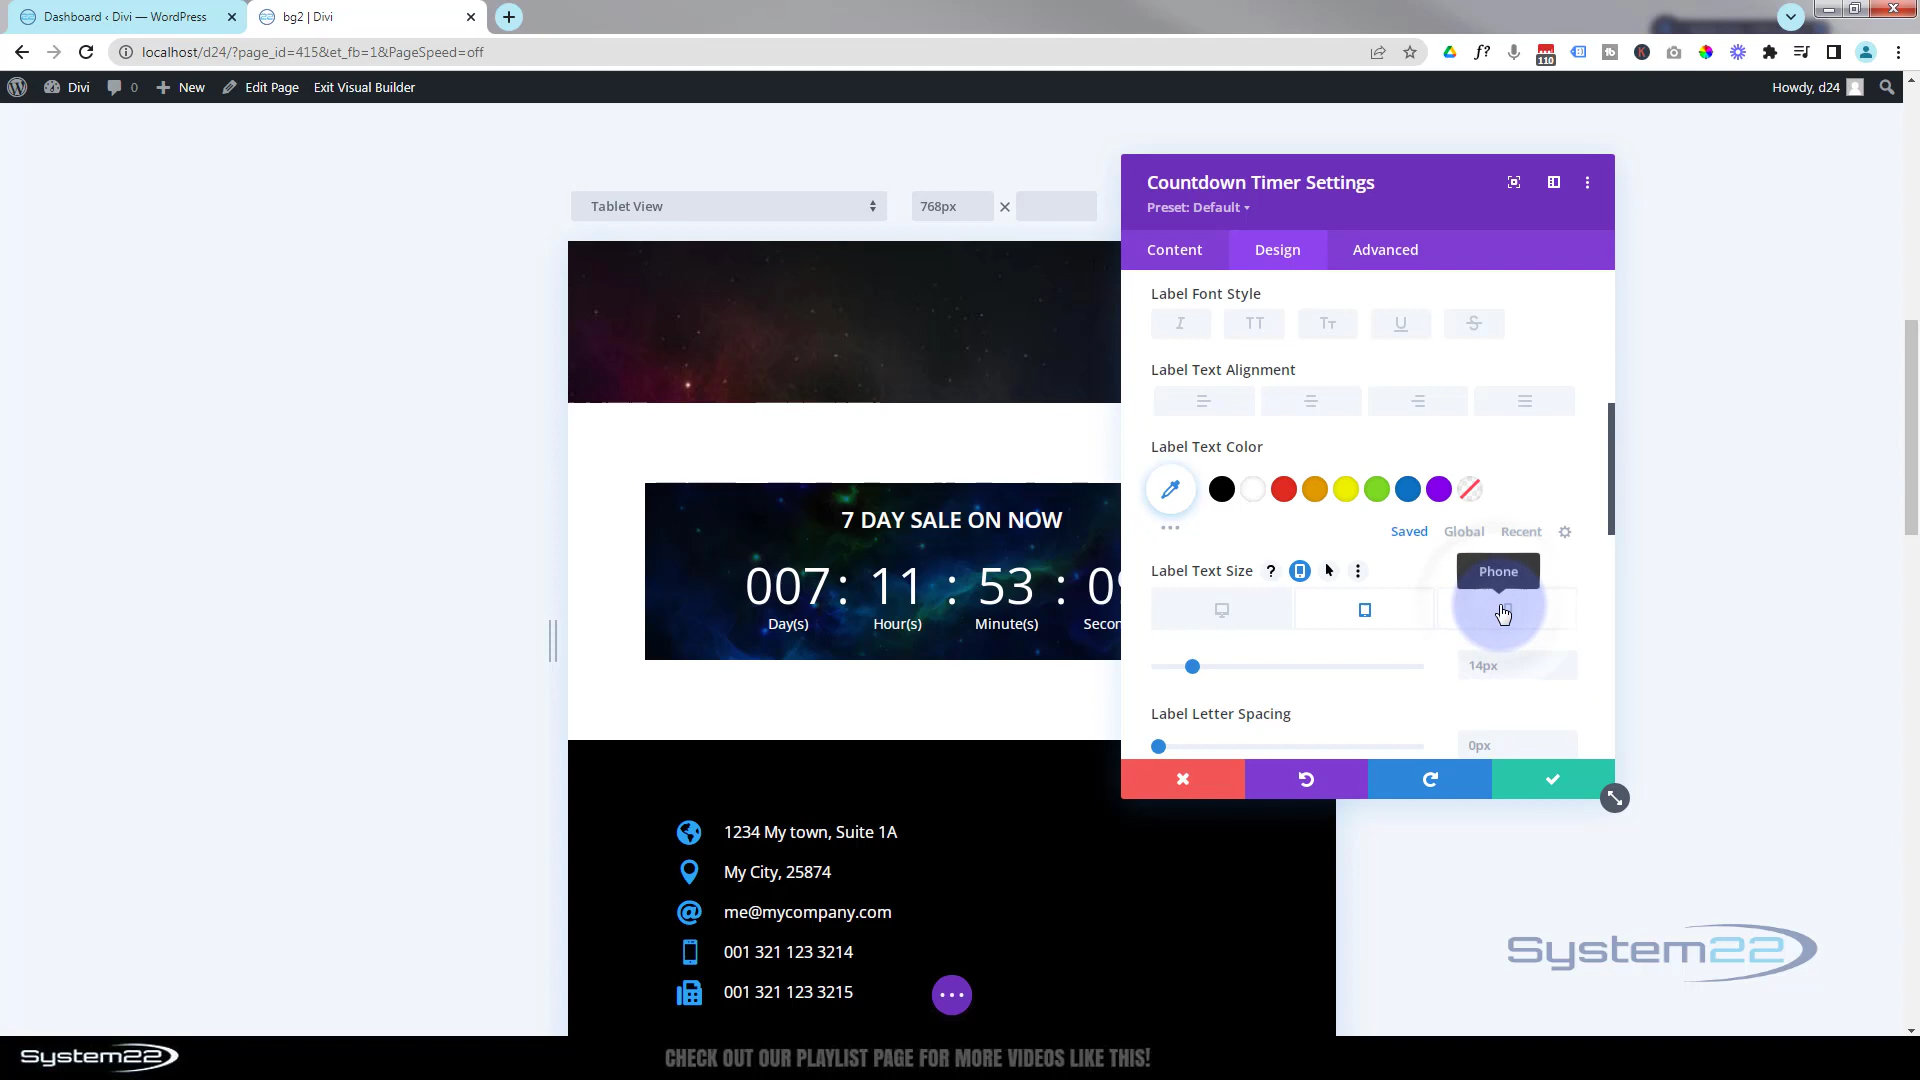 Dashboard ‹ Divi — WordPress
bg2 | Divi
localhost/d24/?page_id=415&et_fb=1&PageSpeed=off
f?
110
Divi
0
New
Edit Page
Exit Visual Builder
Howdy, d24
Tablet View
768px
Countdown Timer Settings
Preset: Default
Content
Design
Advanced
Label Font Style
I
TT
Tт
U
S
Label Text Alignment
Label Text Color
Saved
Global
Recent
Label Text Size
?
Phone
14px
Label Letter Spacing
0px
7 DAY SALE ON NOW
007 : 11 : 53 :
Day(s)
Hour(s)
Minute(s)
1234 My town, Suite 1A
My City, 25874
me@mycompany.com
001 321 123 3214
001 321 123 3215
System22
System22
CHECK OUT OUR PLAYLIST PAGE FOR MORE VIDEOS LIKE THIS!